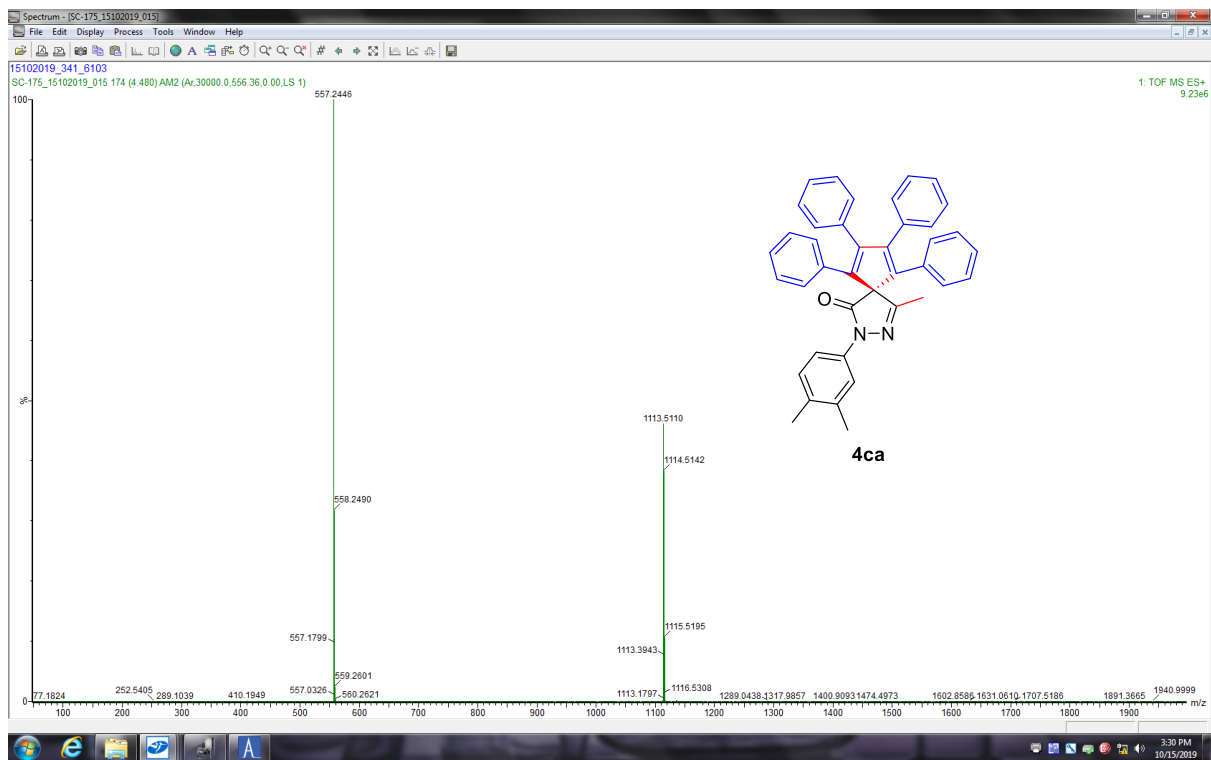 Spectrum - [SC-175_15102019_015]
File Edit Display Process Tools Window Help
15102019_341_6103
SC-175_15102019_015 174 (4.480) AM2 (Ar,30000.0,556.36,0.00,LS 1)
1: TOF MS ES+
9.23e6
100
557.2446
O
N
N
4ca
%
1113.5110
1114.5142
558.2490
1115.5195
557.1799
1113.3943
559.2601
557.0326
560.2621
1116.5308
1113.1797
0
77.1824
252.5405
289.1039
410.1949
1289.0438
1317.9857
1400.9093
1474.4973
1602.8586
1631.0610
1707.5186
1891.3665
1940.9999
m/z
100 200 300 400 500 600 700 800 900 1000 1100 1200 1300 1400 1500 1600 1700 1800 1900
3:30 PM
10/15/2019